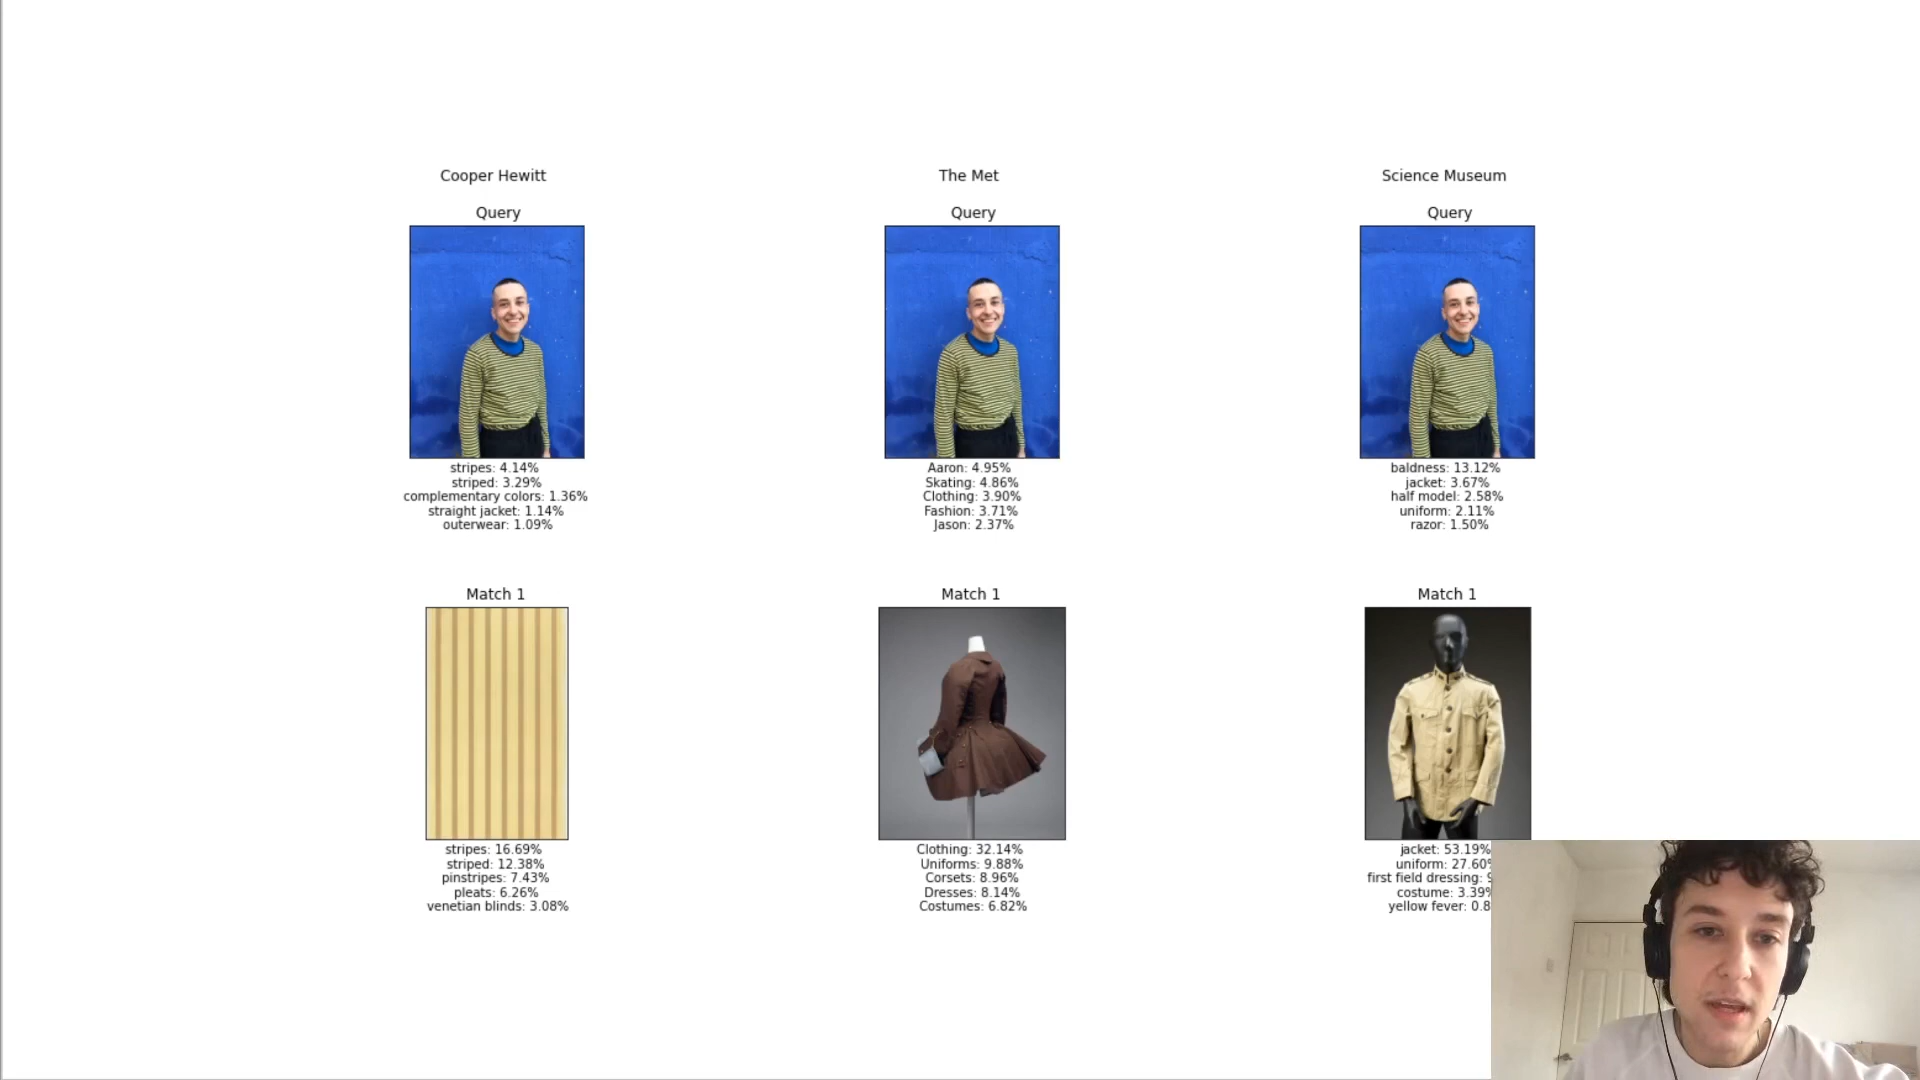 Cooper Hewitt
Query
stripes: 4.14%
striped: 3.29%
complementary colors: 1.36%
straight jacket: 1.14%
outerwear: 1.09%
Match 1
stripes: 16.69%
striped: 12.38%
pinstripes: 7.43%
pleats: 6.26%
venetian blinds: 3.08%
The Met
Query
Aaron: 4.95%
Skating: 4.86%
Clothing: 3.90%
Fashion: 3.71%
Jason: 2.37%
Match 1
Clothing: 32.14%
Uniforms: 9.88%
Corsets: 8.96%
Dresses: 8.14%
Costumes: 6.82%
Science Museum
Query
baldness: 13.12%
jacket: 3.67%
half model: 2.58%
uniform: 2.11%
razor: 1.50%
Match 1
jacket: 53.19%
uniform: 27.60%
first field dressing:
costume: 3.39%
yellow fever: 0.8